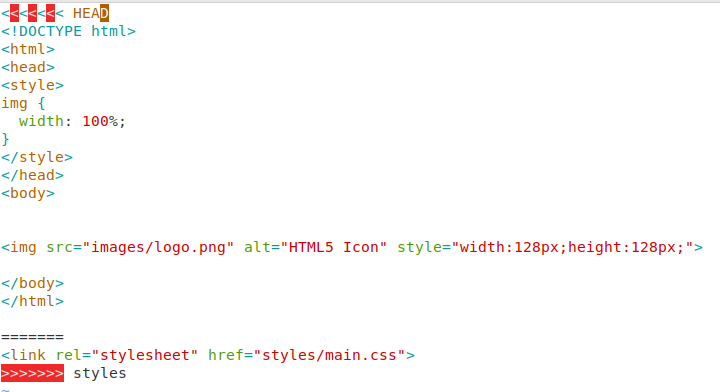 <<<<<<< HEAD
<!DOCTYPE html>
<html>
<head>
<style>
img {
  width: 100%;
}
</style>
</head>
<body>
<img src="images/logo.png" alt="HTML5 Icon" style="width:128px;height:128px;">
</body>
</html>
=======
<link rel="stylesheet" href="styles/main.css">
>>>>>>> styles
~